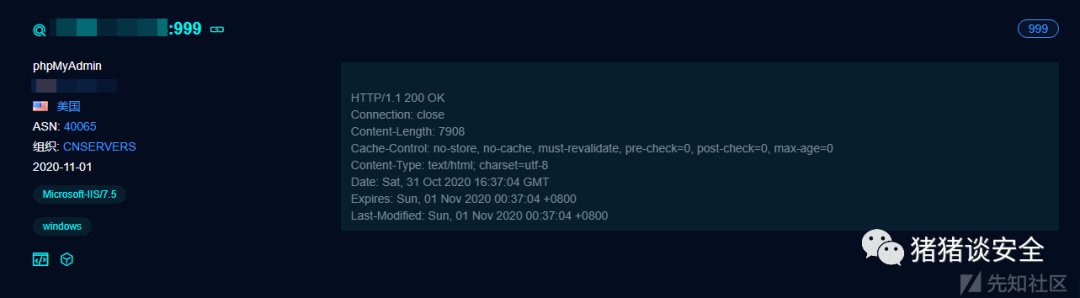 :999
999
phpMyAdmin
美国
ASN: 40065
组织: CNSERVERS
2020-11-01
Microsoft-IIS/7.5
windows
HTTP/1.1 200 OK
Connection: close
Content-Length: 7908
Cache-Control: no-store, no-cache, must-revalidate, pre-check=0, post-check=0, max-age=0
Content-Type: text/html; charset=utf-8
Date: Sat, 31 Oct 2020 16:37:04 GMT
Expires: Sun, 01 Nov 2020 00:37:04 +0800
Last-Modified: Sun, 01 Nov 2020 00:37:04 +0800
猪猪谈安全
先知社区